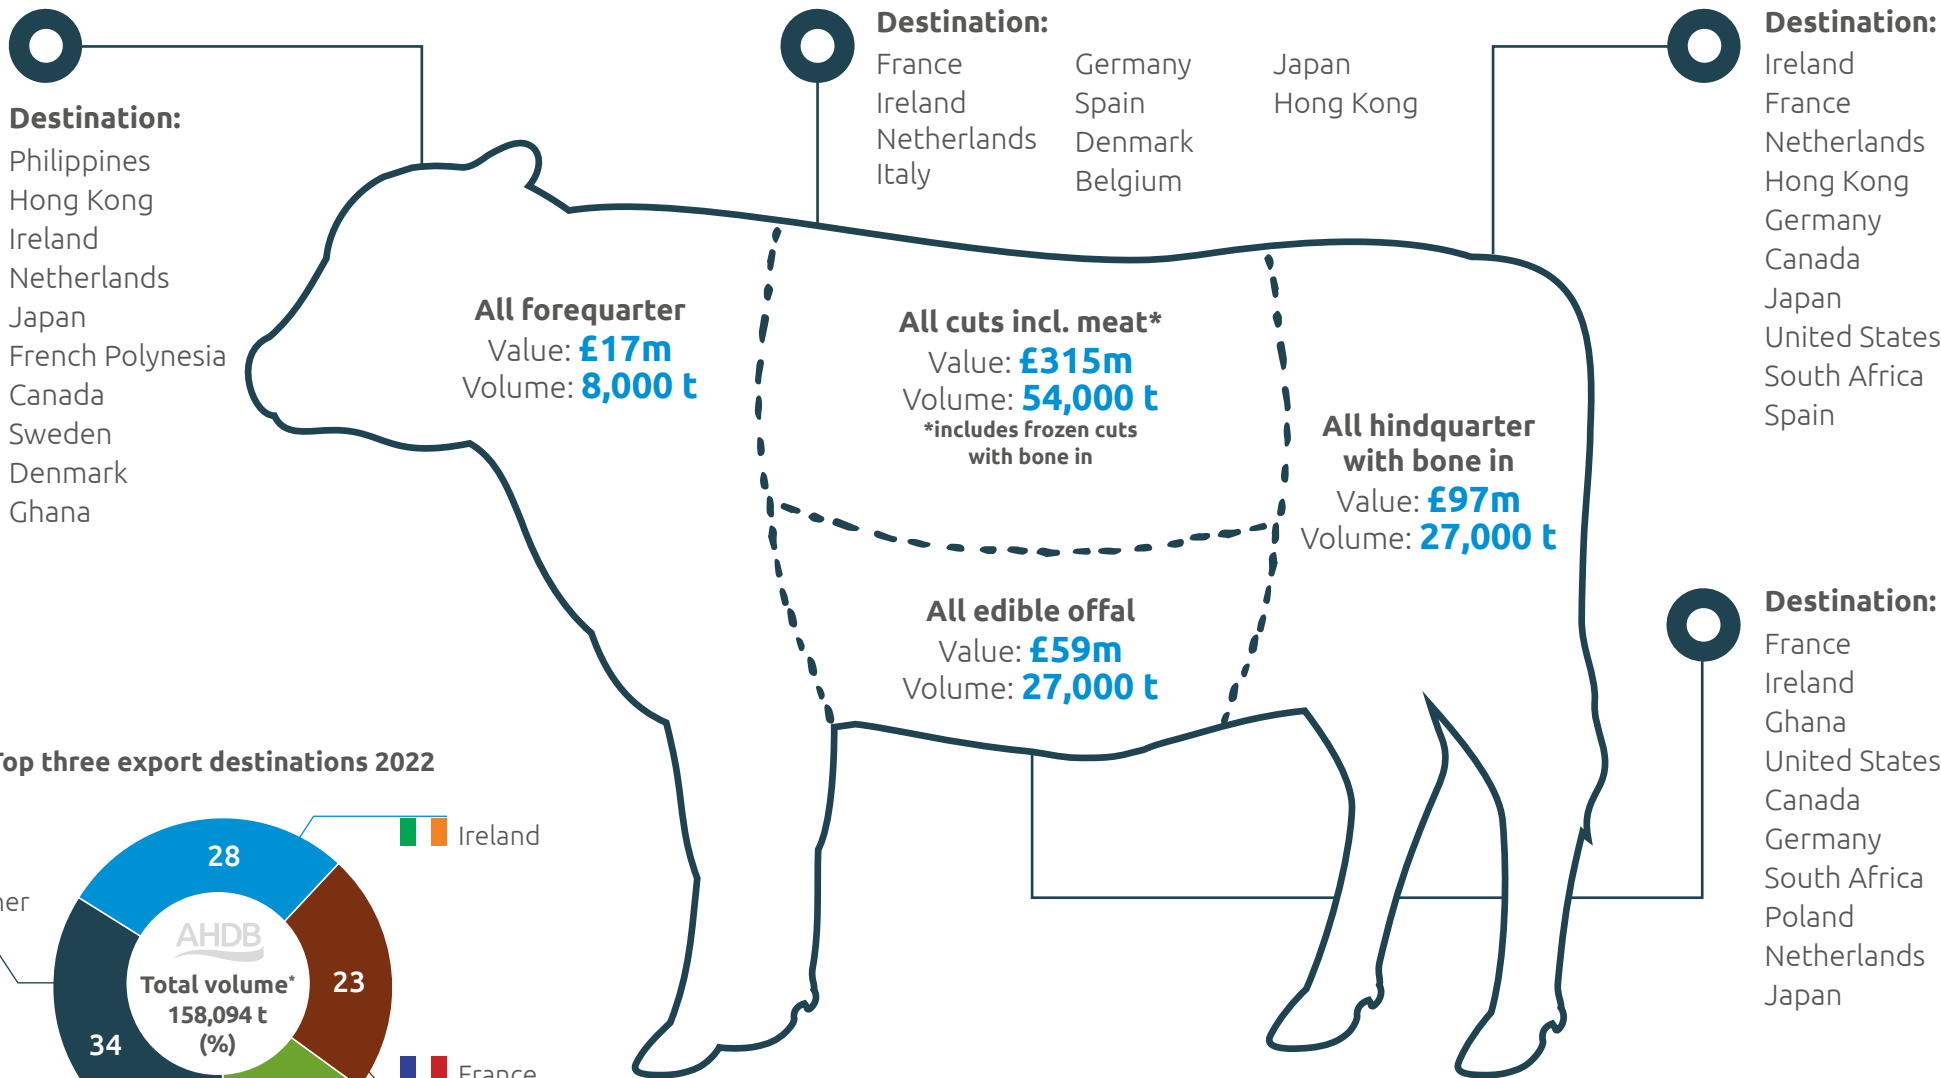 Destination:
Philippines
Hong Kong
Ireland
Netherlands
Japan
French Polynesia
Canada
Sweden
Denmark
Ghana
Destination:
France
Ireland
Netherlands
Italy
Germany
Spain
Denmark
Belgium
Japan
Hong Kong
Destination:
Ireland
France
Netherlands
Hong Kong
Germany
Canada
Japan
United States
South Africa
Spain
All forequarter
Value: £17m
Volume: 8,000 t
All cuts incl. meat*
Value: £315m
Volume: 54,000 t
*includes frozen cuts
with bone in
All hindquarter
with bone in
Value: £97m
Volume: 27,000 t
All edible offal
Value: £59m
Volume: 27,000 t
Destination:
France
Ireland
Ghana
United States
Canada
Germany
South Africa
Poland
Netherlands
Japan
Top three export destinations 2022
28
Ireland
23
34
AHDB
Total volume*
158,094 t
(%)
France